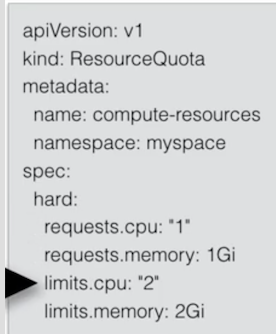 apiVersion: v1
kind: ResourceQuota
metadata:
  name: compute-resources
  namespace: myspace
spec:
  hard:
    requests.cpu: "1"
    requests.memory: 1Gi
    limits.cpu: "2"
    limits.memory: 2Gi